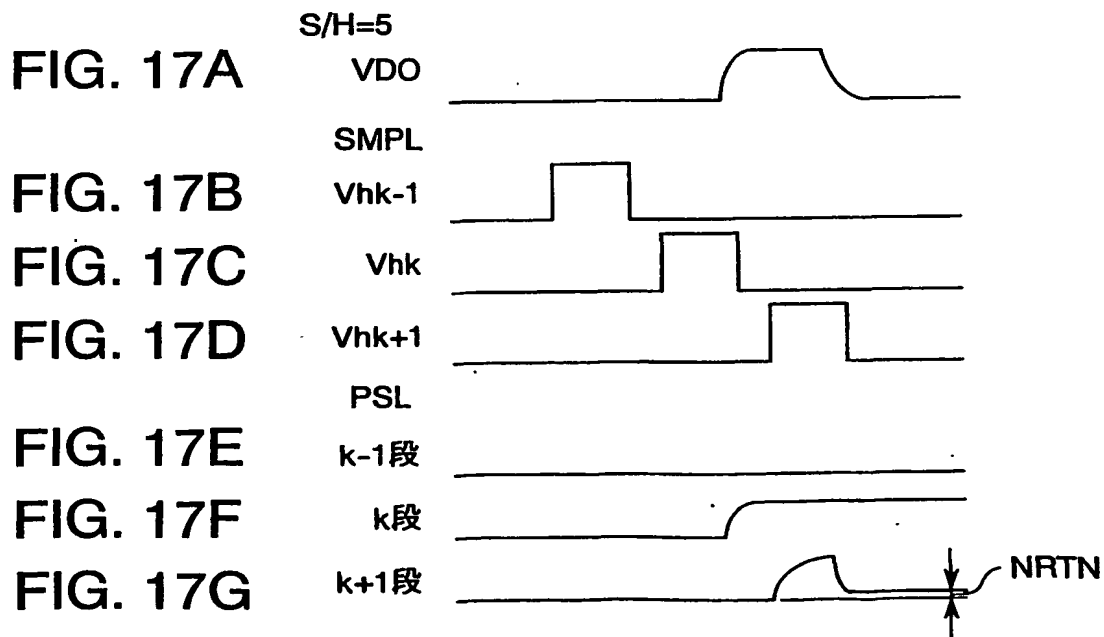 S/H=5
FIG. 17A VDO
SMPL
FIG. 17B Vhk-1
FIG. 17C Vhk
FIG. 17D Vhk+1
PSL
FIG. 17E k-1段
FIG. 17F k段
FIG. 17G k+1段 NRTN